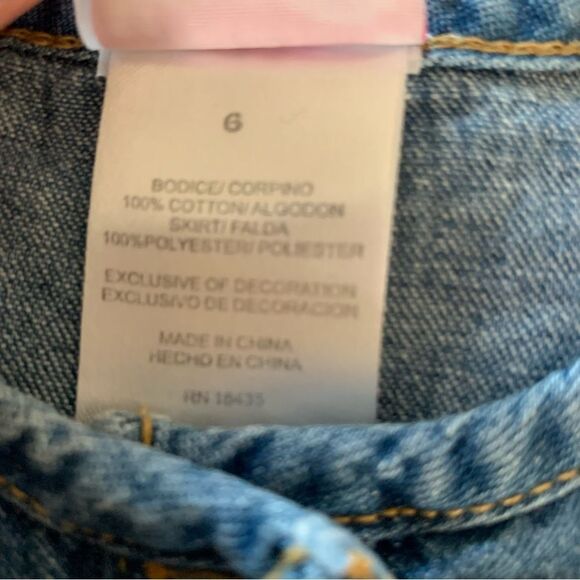 6
BODICE/ CORPINO
100% COTTON/ ALGODON
SKIRT/ FALDA
100%POLYESTER/ POLIESTER
EXCLUSIVE OF DECORATION
EXCLUSIVO DE DECORACION
MADE IN CHINA
HECHO EN CHINA
RN 16435